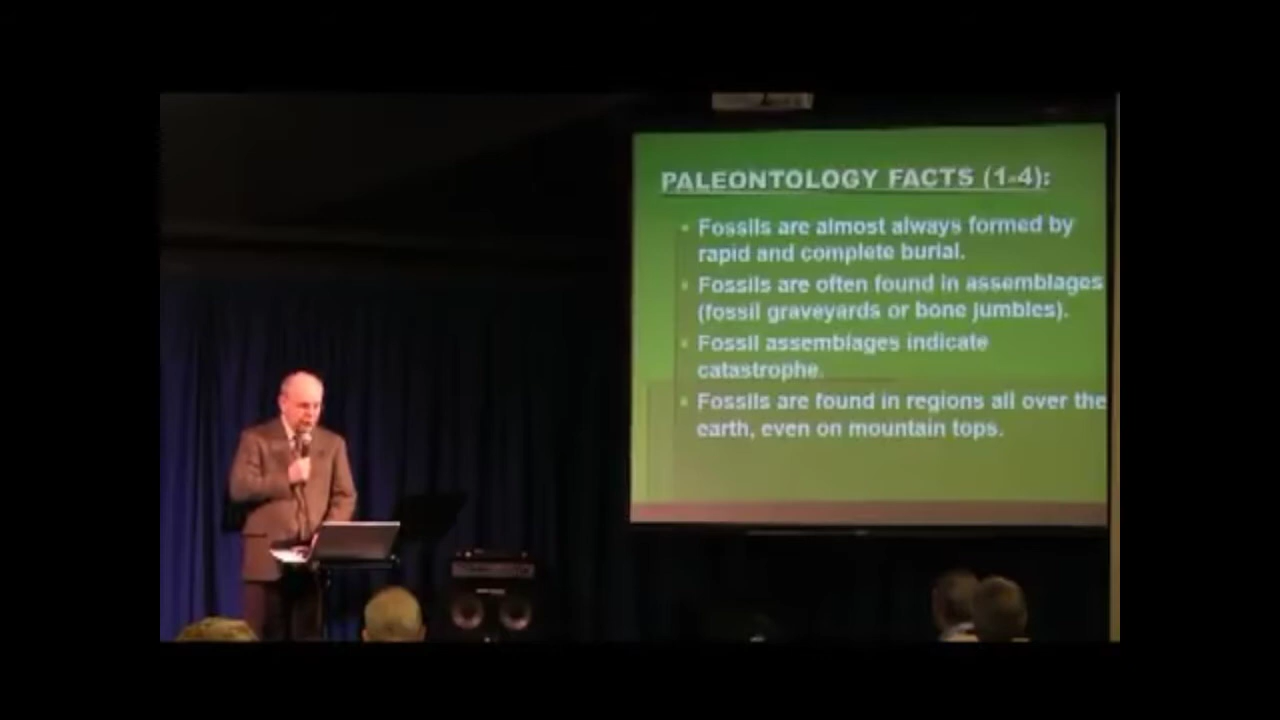 PALEONTOLOGY FACTS (1-4):
Fossils are almost always formed by
rapid and complete burial.
Fossils are often found in assemblages
(fossil graveyards or bone jumbles).
Fossil assemblages indicate
catastrophe.
Fossils are found in regions all over the
earth, even on mountain tops.